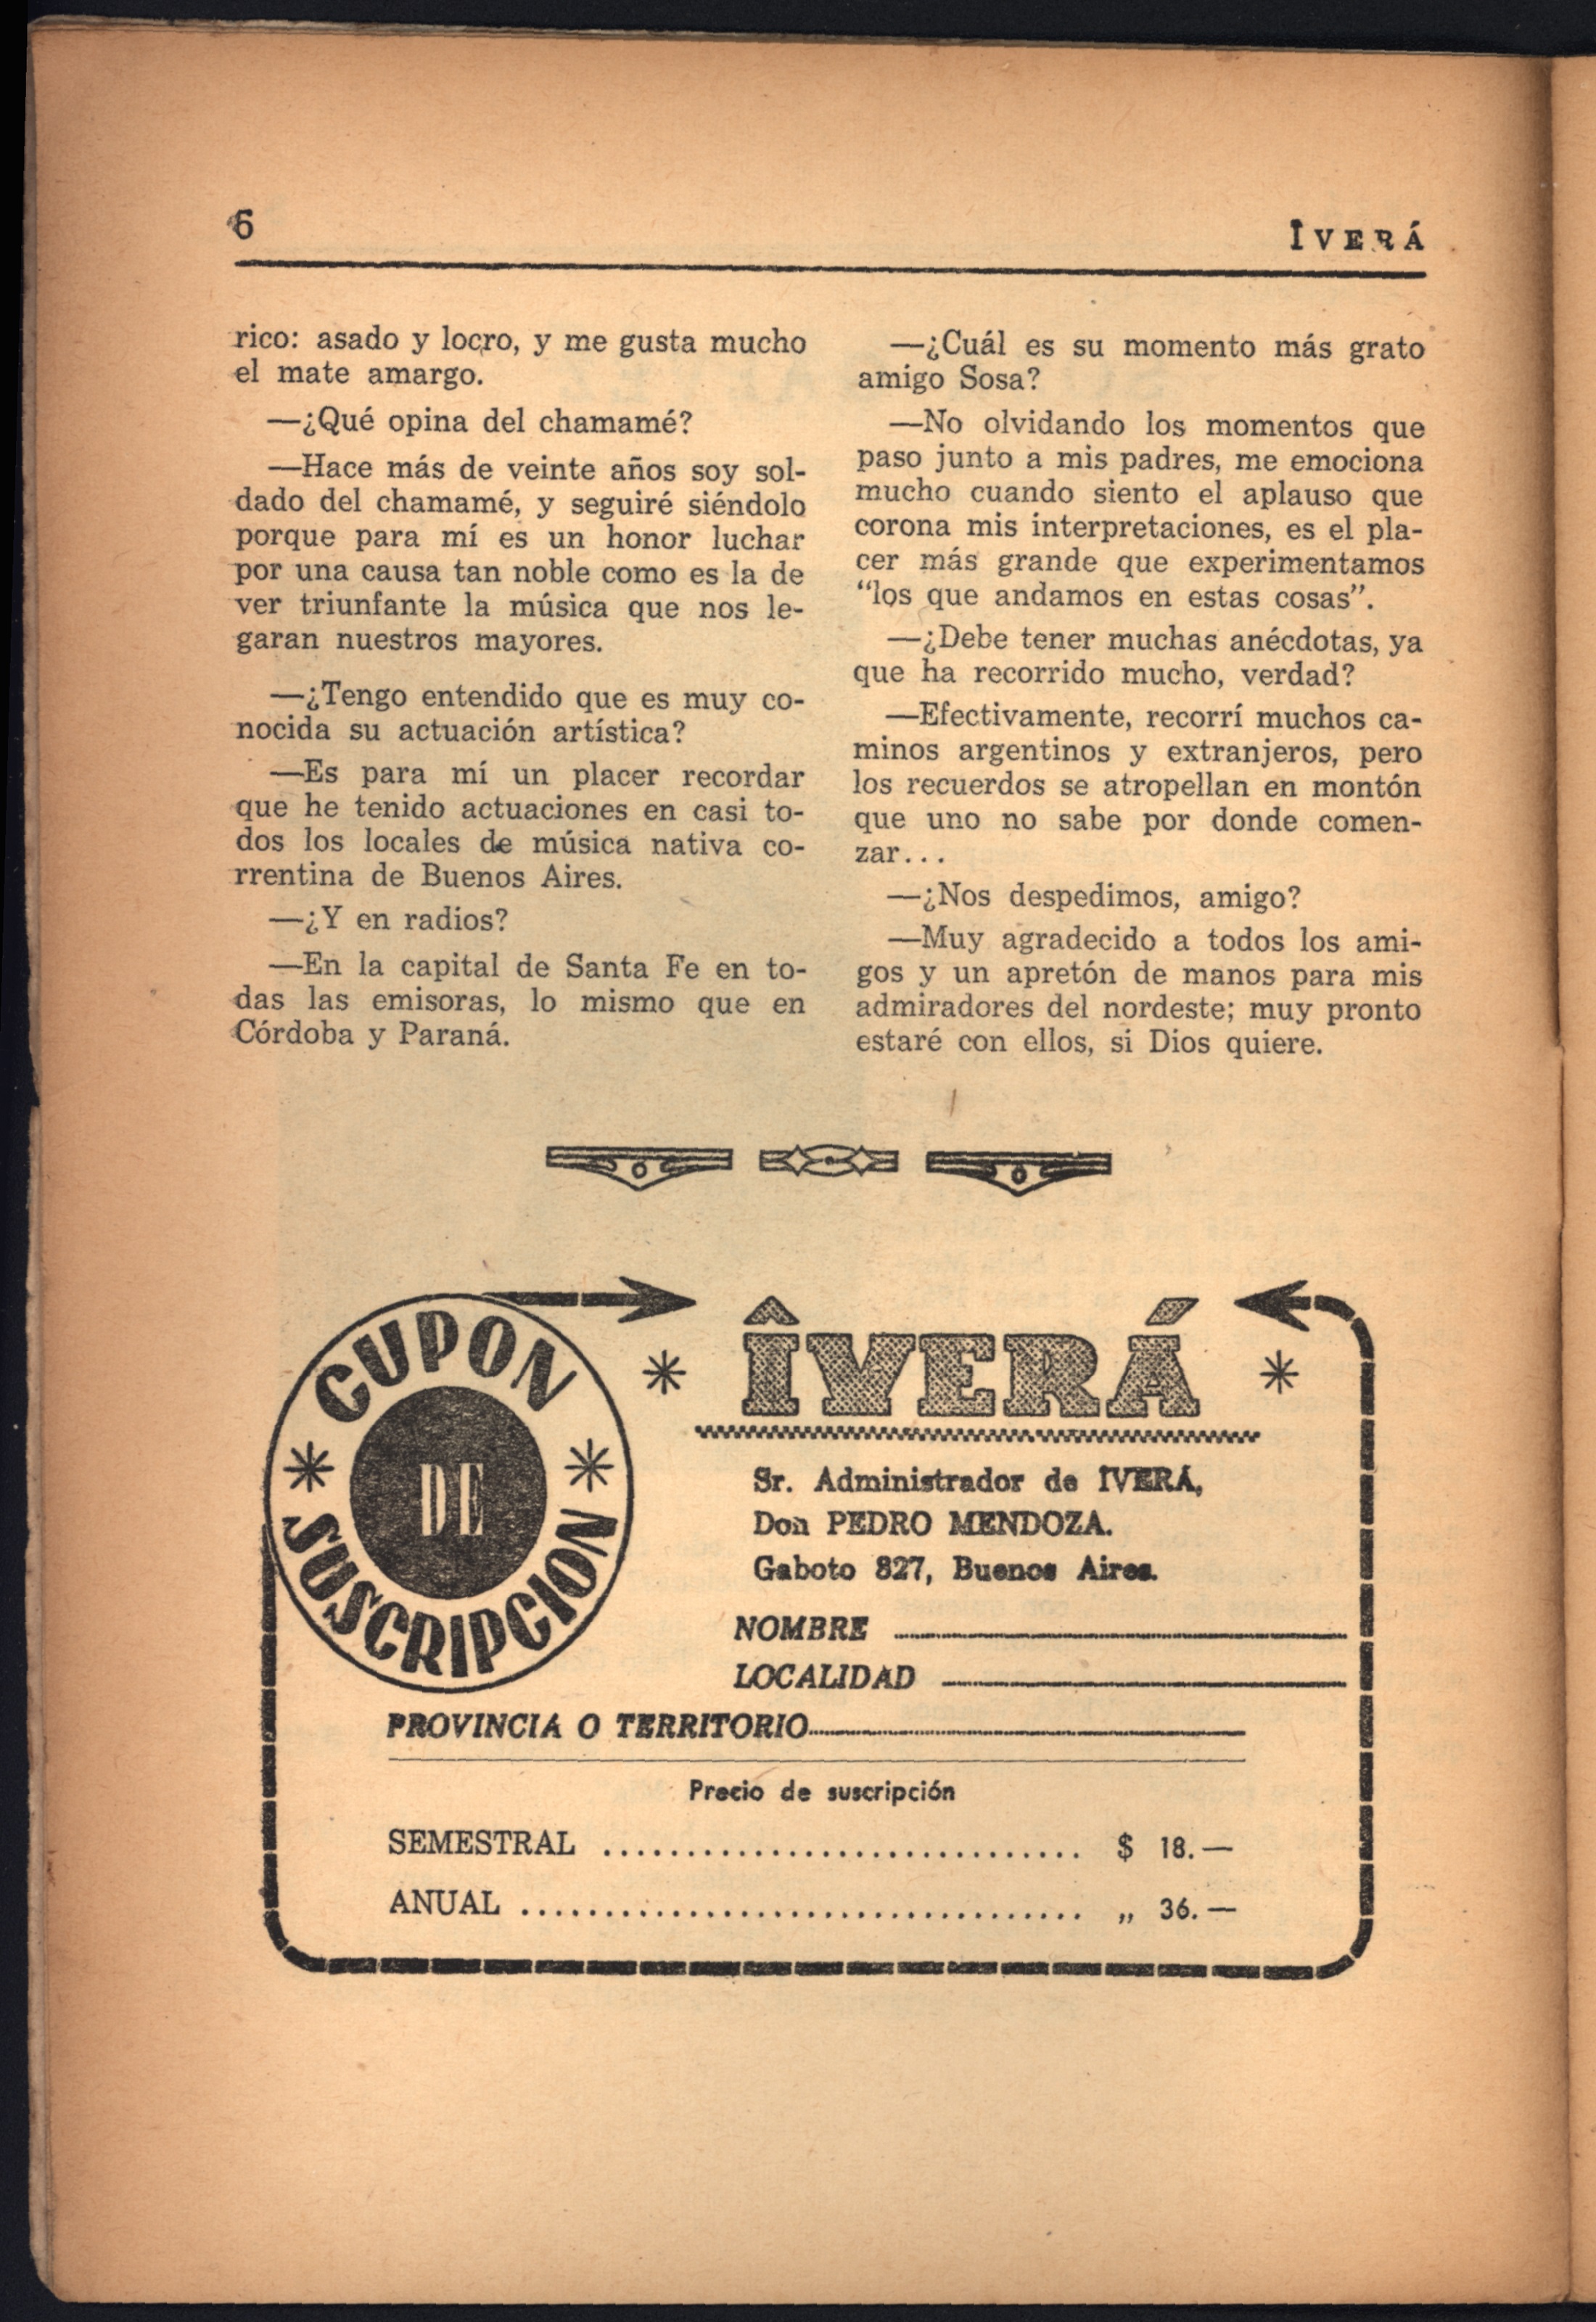 6
ÎVERÁ
rico: asado y locro, y me gusta mucho
el mate amargo.
—¿Qué opina del chamamé?
—Hace más de veinte años soy sol-
dado del chamamé, y seguiré siéndolo
porque para mí es un honor luchar
por una causa tan noble como es la de
ver triunfante la música que nos le-
garan nuestros mayores.
—¿Tengo entendido que es muy co-
nocida su actuación artística?
—Es para mí un placer recordar
que he tenido actuaciones en casi to-
dos los locales de música nativa co-
rrentina de Buenos Aires.
—¿Y en radios?
—En la capital de Santa Fe en to-
das las emisoras, lo mismo que en
Córdoba y Paraná.
—¿Cuál es su momento más grato
amigo Sosa?
—No olvidando los momentos que
paso junto a mis padres, me emociona
mucho cuando siento el aplauso que
corona mis interpretaciones, es el pla-
cer más grande que experimentamos
“los que andamos en estas cosas”.
—¿Debe tener muchas anécdotas, ya
que ha recorrido mucho, verdad?
—Efectivamente, recorrí muchos ca-
minos argentinos y extranjeros, pero
los recuerdos se atropellan en montón
que uno no sabe por donde comen-
zar...
—¿Nos despedimos, amigo?
—Muy agradecido a todos los ami-
gos y un apretón de manos para mis
admiradores del nordeste; muy pronto
estaré con ellos, si Dios quiere.
CUPON
DE
SUSCRIPCION
* ÎVERÁ *
Sr. Administrador de ÎVERÁ,
Don PEDRO MENDOZA.
Gaboto 827, Buenos Aires.
NOMBRE
LOCALIDAD
PROVINCIA O TERRITORIO
Precio de suscripción
SEMESTRAL ............................. $ 18.—
ANUAL .................................. „ 36.—